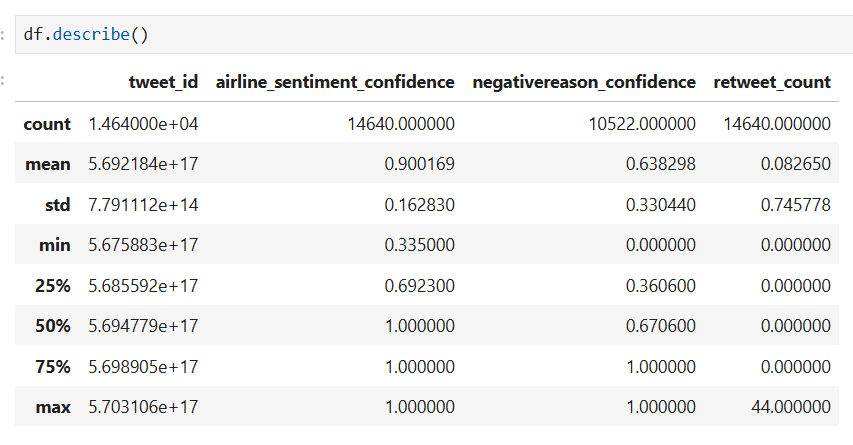 df.describe()
tweet_id airline_sentiment_confidence negativereason_confidence retweet_count
count 1.464000e+04 14640.000000 10522.000000 14640.000000
mean 5.692184e+17 0.900169 0.638298 0.082650
std 7.791112e+14 0.162830 0.330440 0.745778
min 5.675883e+17 0.335000 0.000000 0.000000
25% 5.685592e+17 0.692300 0.360600 0.000000
50% 5.694779e+17 1.000000 0.670600 0.000000
75% 5.698905e+17 1.000000 1.000000 0.000000
max 5.703106e+17 1.000000 1.000000 44.000000